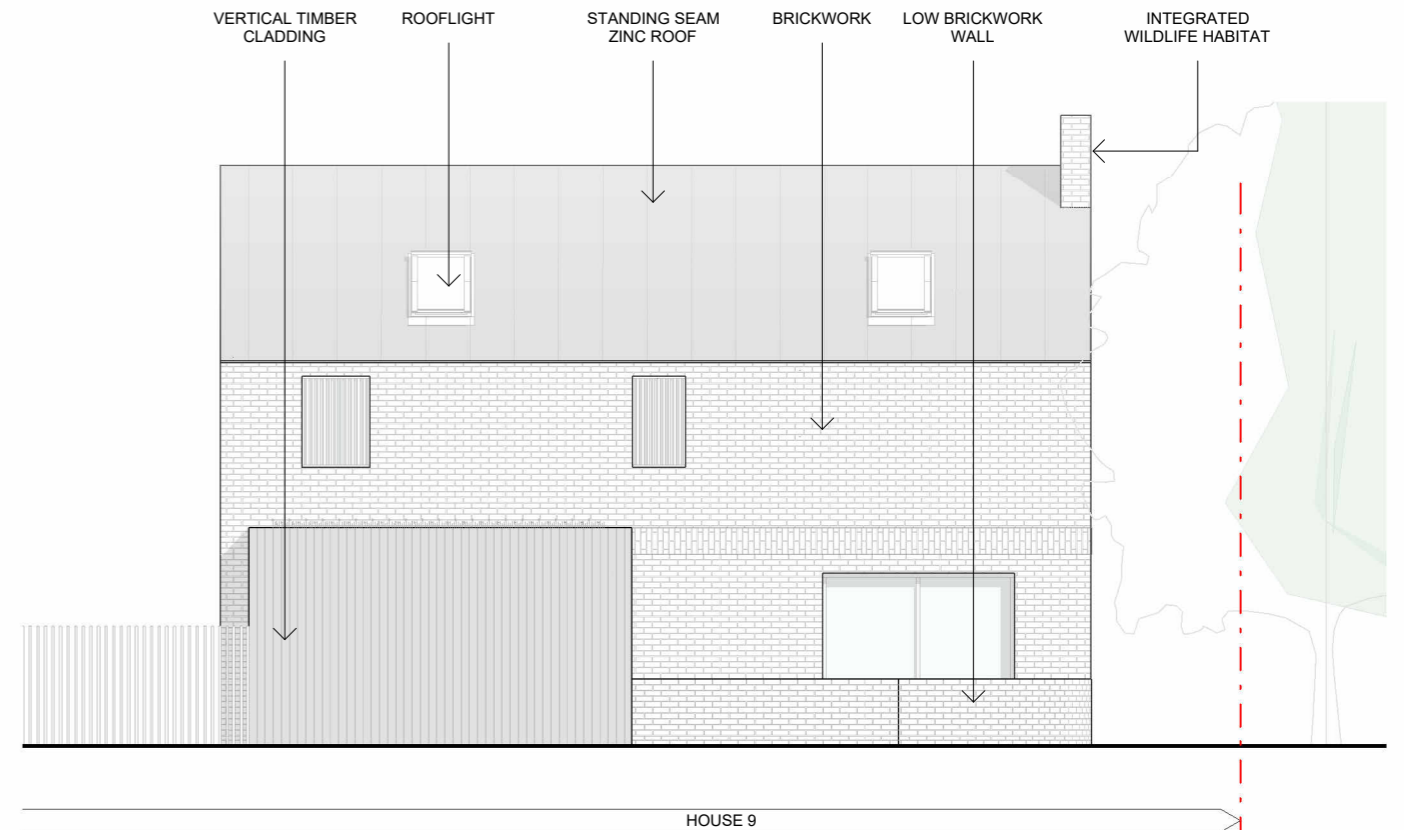 VERTICAL TIMBER
CLADDING
ROOFLIGHT
STANDING SEAM
ZINC ROOF
BRICKWORK
LOW BRICKWORK
WALL
INTEGRATED
WILDLIFE HABITAT
HOUSE 9